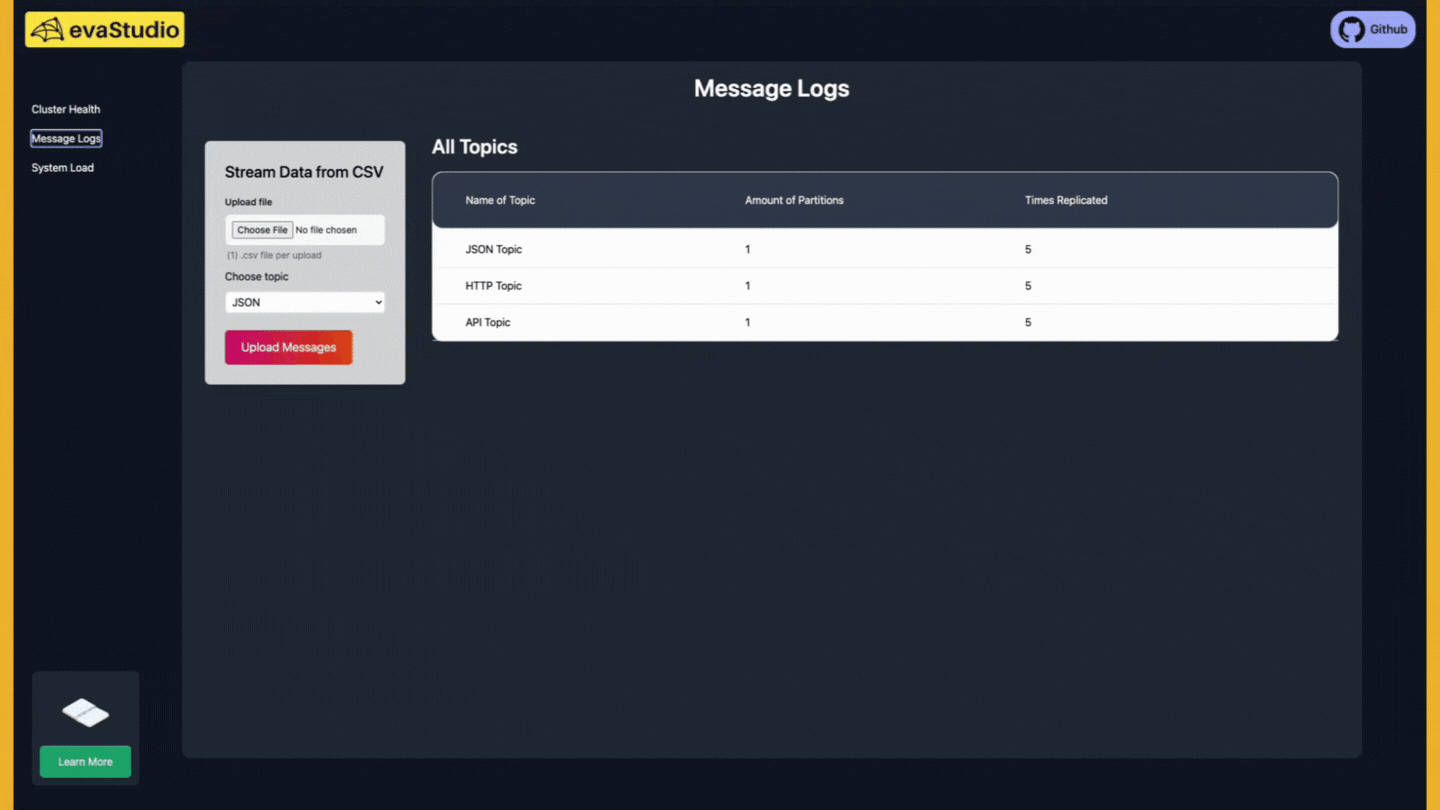 evaStudio
Github
Cluster Health
Message Logs
System Load
Message Logs
Stream Data from CSV
Upload file
Choose File No file chosen
(1) .csv file per upload
Choose topic
JSON
Upload Messages
All Topics
Name of Topic Amount of Partitions Times Replicated
JSON Topic 1 5
HTTP Topic 1 5
API Topic 1 5
Learn More